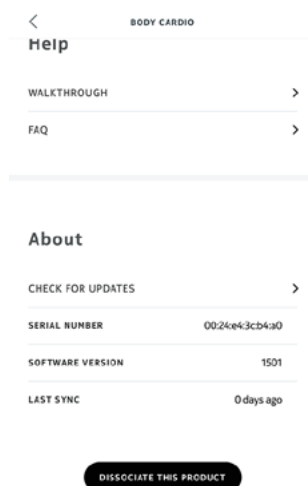 BODY CARDIO
Help
WALKTHROUGH
FAQ
About
CHECK FOR UPDATES
SERIAL NUMBER 00:24:e4:3c:b4:a0
SOFTWARE VERSION 1501
LAST SYNC 0 days ago
DISSOCIATE THIS PRODUCT